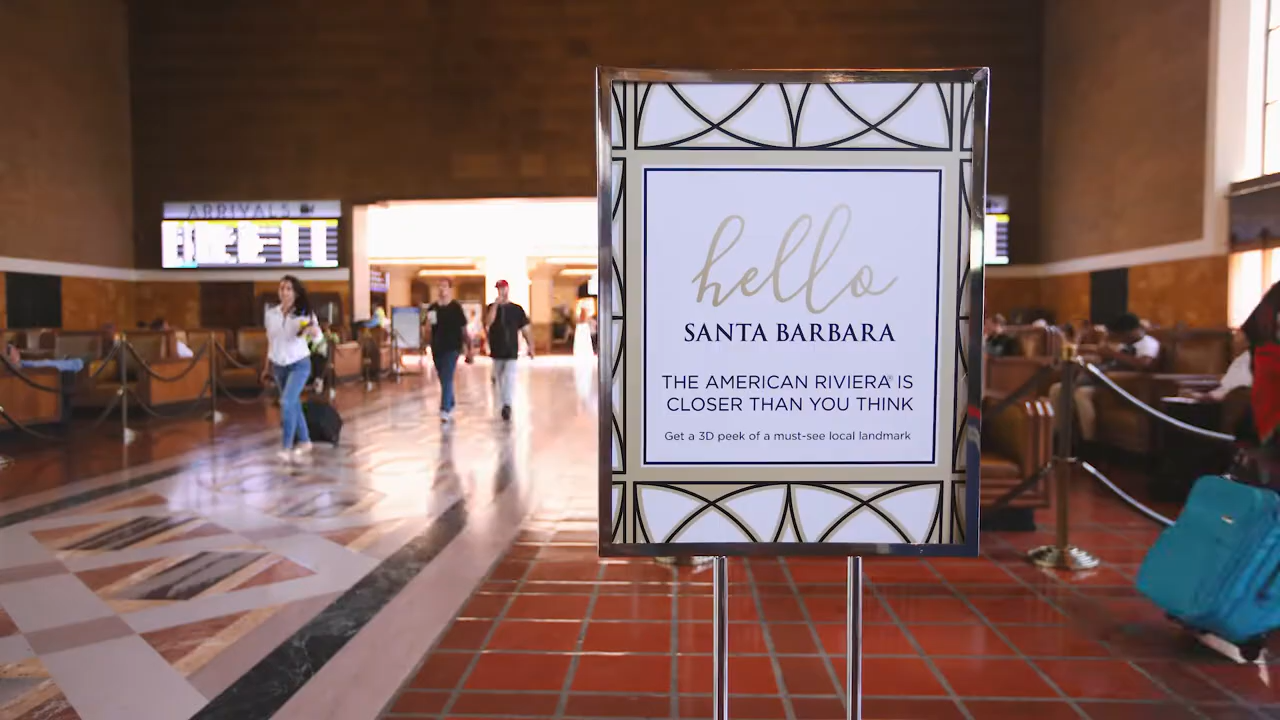 ARRIVALS
hello
SANTA BARBARA
THE AMERICAN RIVIERA® IS
CLOSER THAN YOU THINK
Get a 3D peek of a must-see local landmark